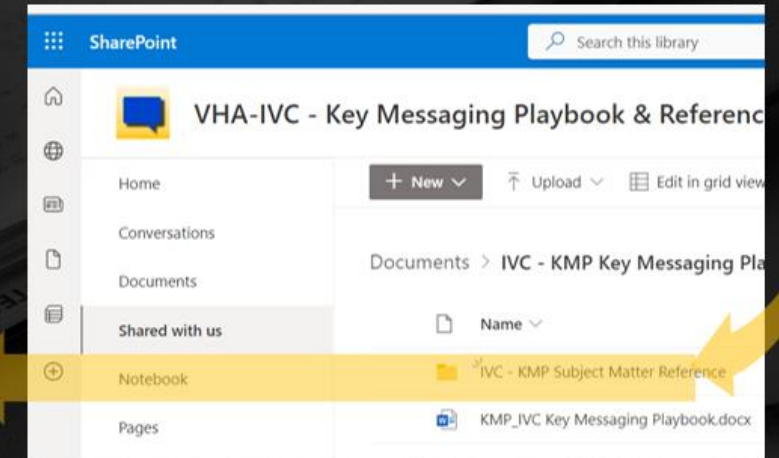 SharePoint
Search this library
VHA-IVC - Key Messaging Playbook & Referenc
Home
New
Upload
Edit in grid view
Conversations
Documents
Documents > IVC - KMP Key Messaging Pla
Shared with us
Name
Notebook
IVC - KMP Subject Matter Reference
Pages
KMP_IVC Key Messaging Playbook.docx